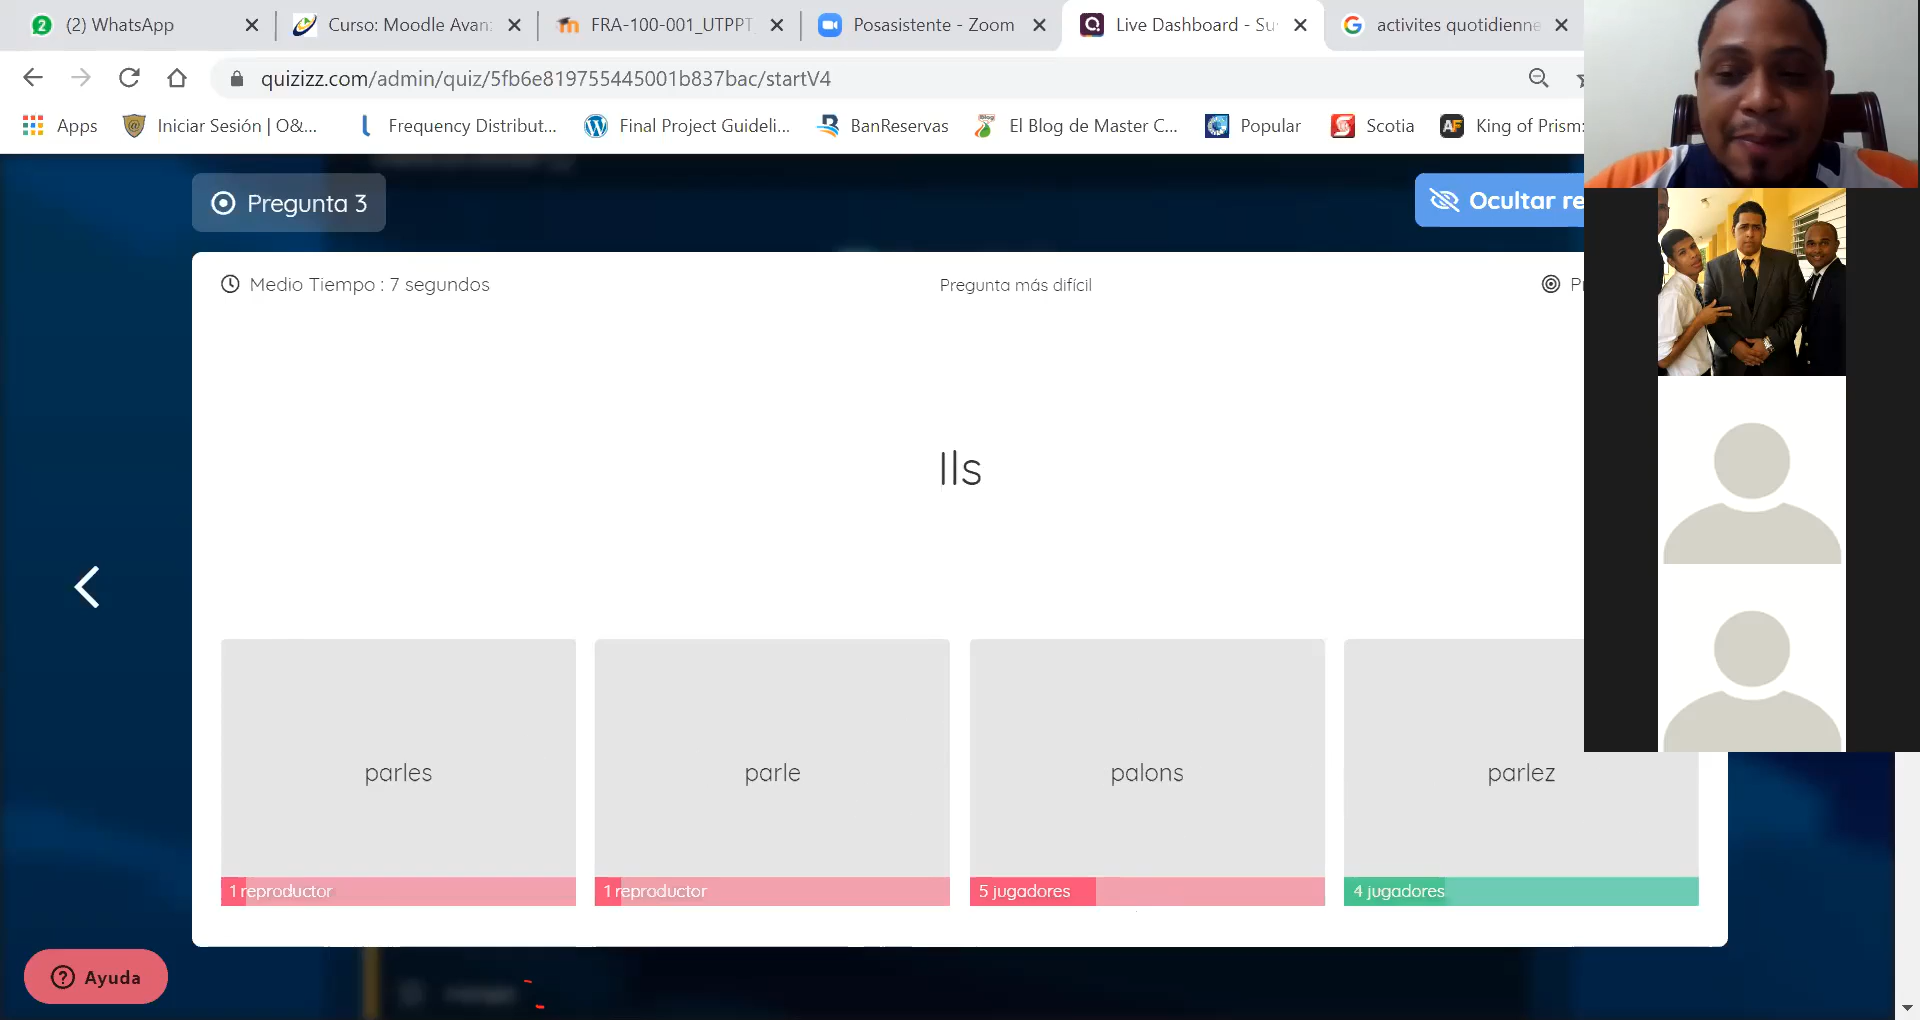 (2) WhatsApp
Curso: Moodle Avan
FRA-100-001_UTPPT
Posasistente - Zoom
Live Dashboard - Su
activites quotidienne
quizizz.com/admin/quiz/5fb6e819755445001b837bac/startV4
Apps
Iniciar Sesión | O&...
Frequency Distribut...
Final Project Guideli...
BanReservas
El Blog de Master C...
Popular
Scotia
King of Prism:
Pregunta 3
Ocultar re
Medio Tiempo : 7 segundos
Pregunta más difícil
Ils
parles
parle
palons
parlez
1 reproductor
1 reproductor
5 jugadores
4 jugadores
Ayuda